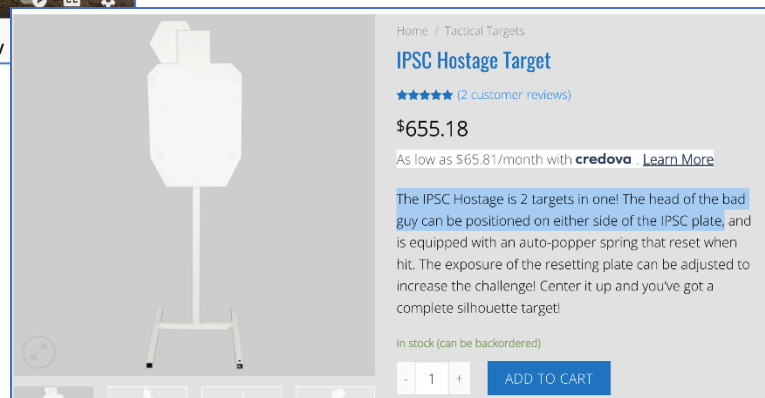 Home / Tactical Targets
IPSC Hostage Target
(2 customer reviews)
$655.18
As low as $65.81/month with credova . Learn More
The IPSC Hostage is 2 targets in one! The head of the bad
guy can be positioned on either side of the IPSC plate, and
is equipped with an auto-popper spring that reset when
hit. The exposure of the resetting plate can be adjusted to
increase the challenge! Center it up and you've got a
complete silhouette target!
In stock (can be backordered)
- 1 +
ADD TO CART